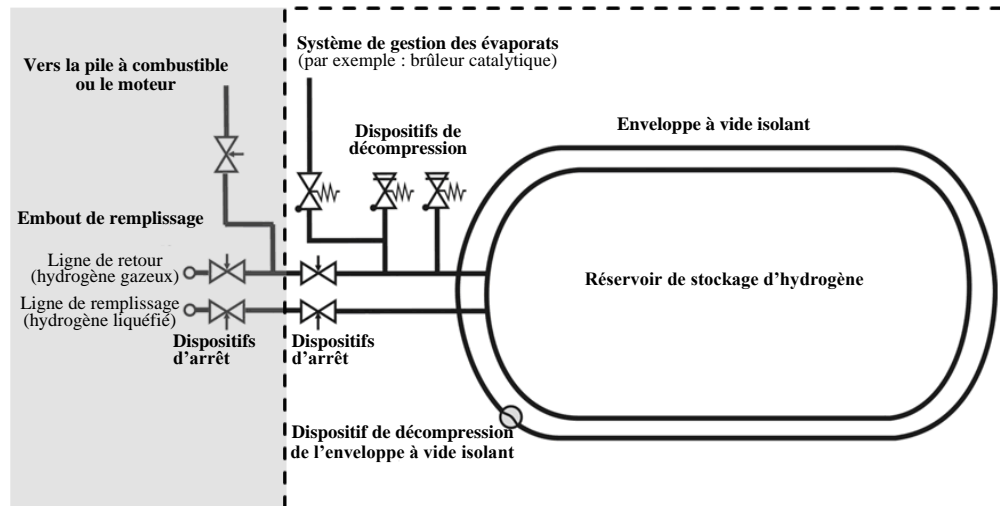 Vers la pile à combustible
ou le moteur
Système de gestion des évaporats
(par exemple : brûleur catalytique)
Dispositifs de
décompression
Enveloppe à vide isolant
Embout de remplissage
Ligne de retour
(hydrogène gazeux)
Réservoir de stockage d’hydrogène
Ligne de remplissage
(hydrogène liquéfié)
Dispositifs
d’arrêt
Dispositifs
d’arrêt
Dispositif de décompression
de l’enveloppe à vide isolant